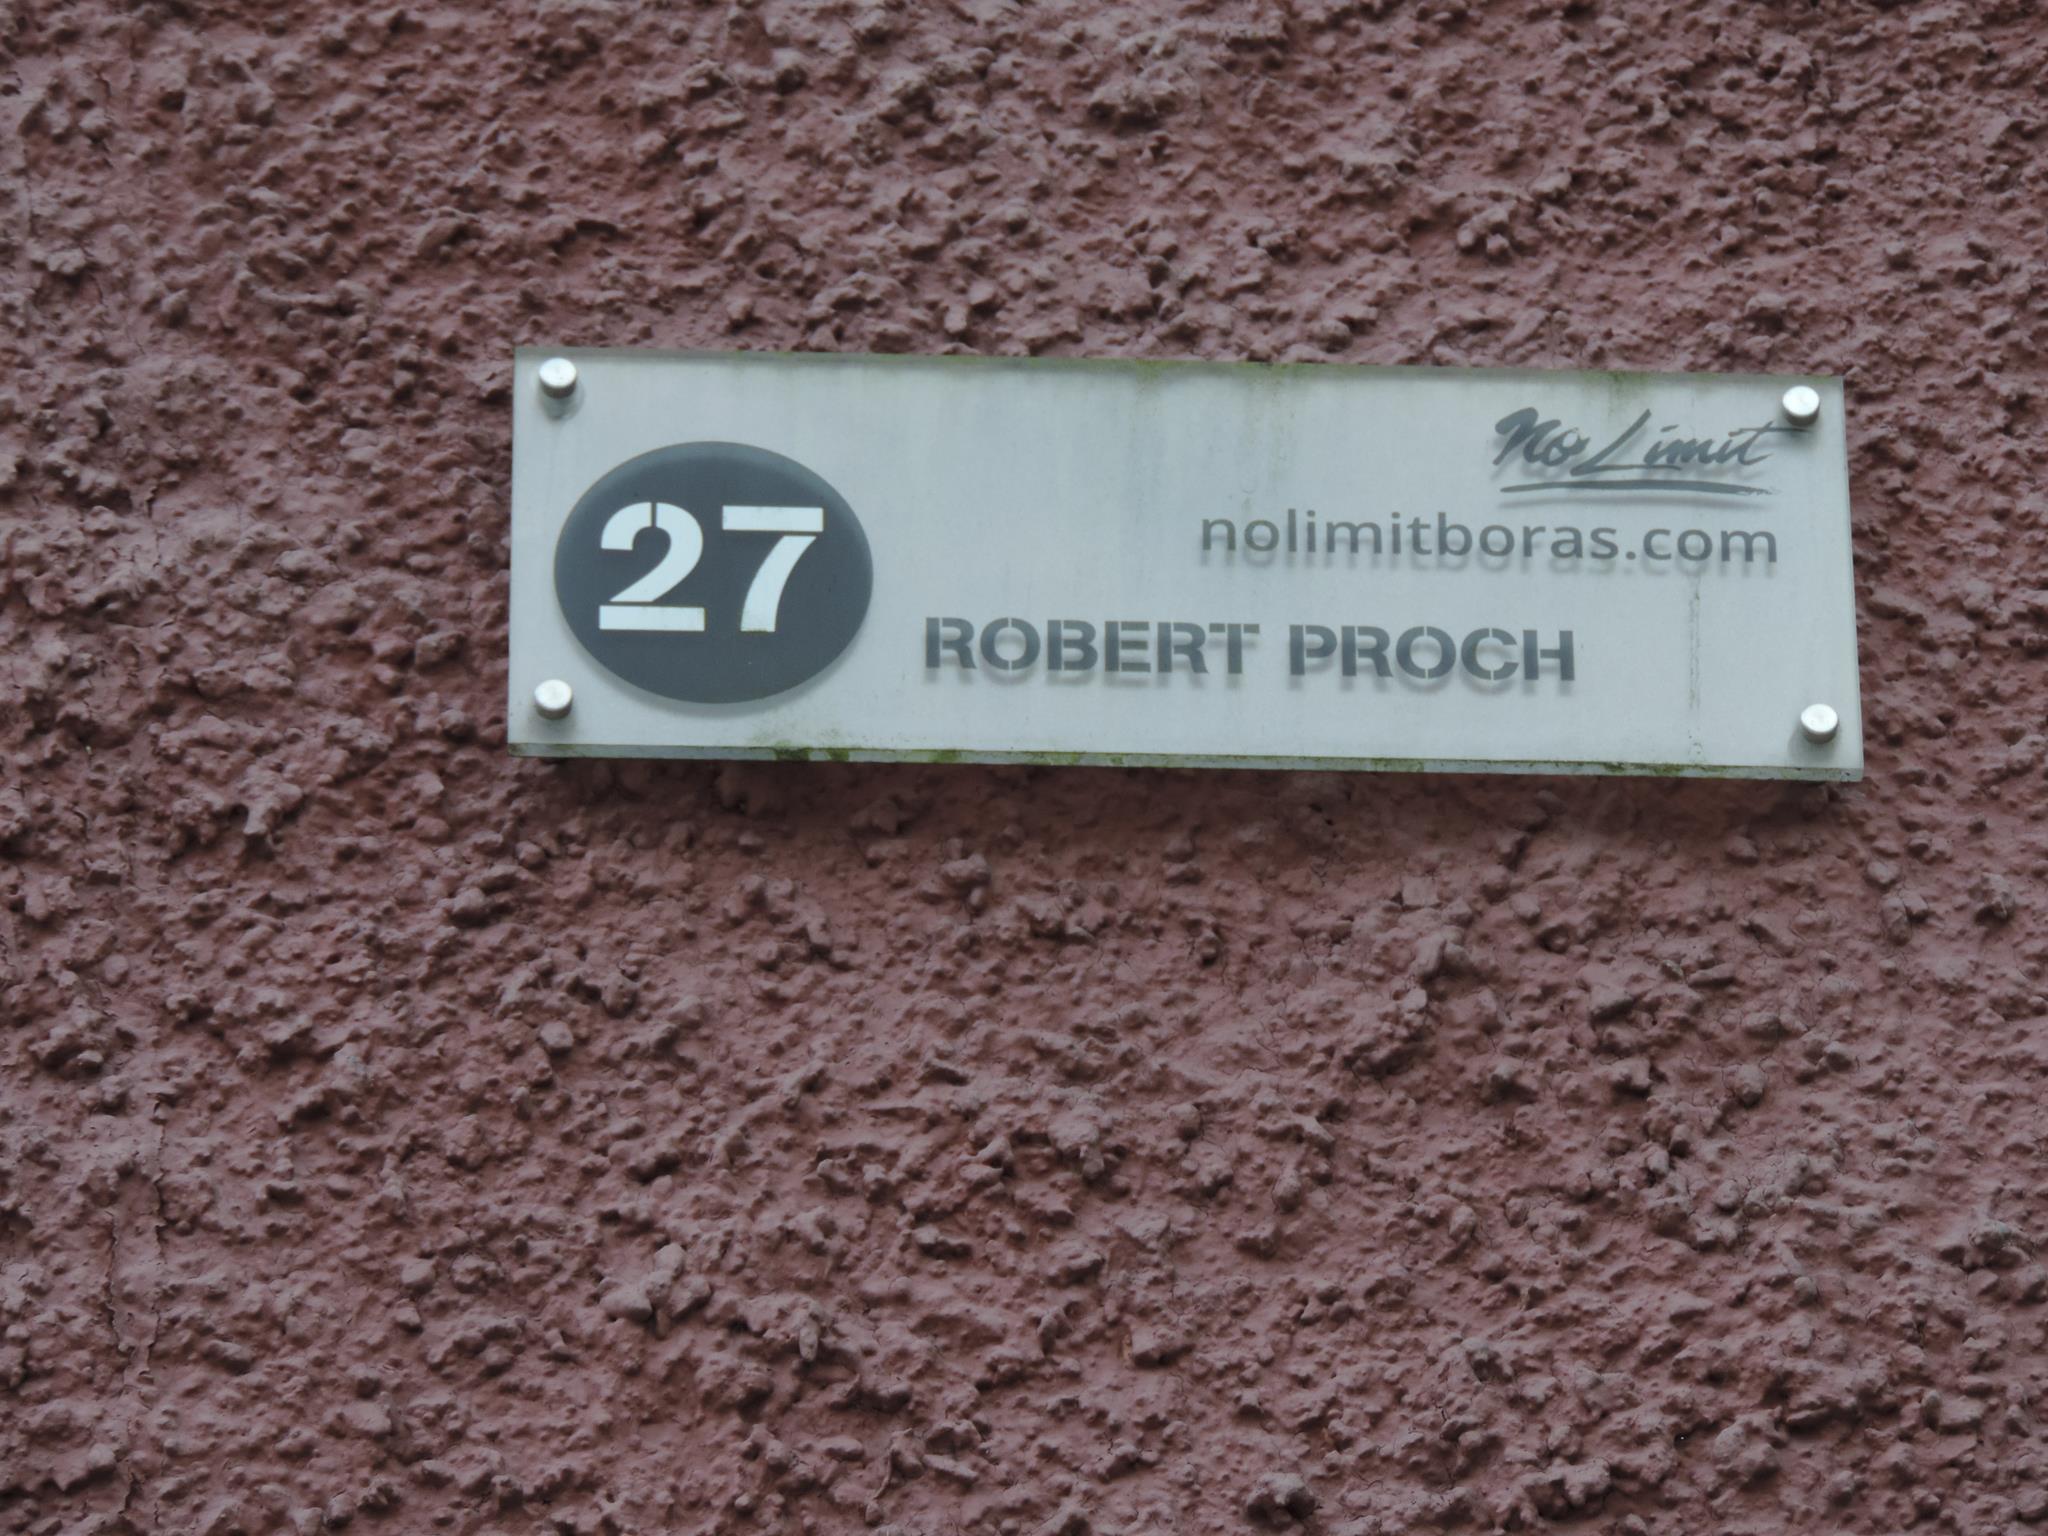 No Limit
nolimitboras.com
27
ROBERT PROCH